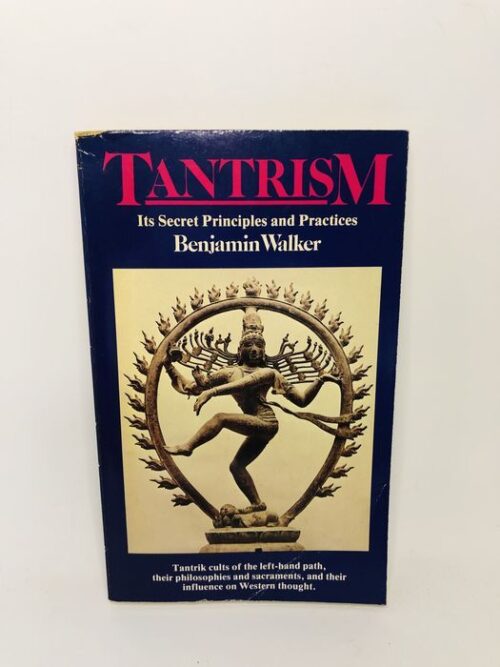 TANTRISM
Its Secret Principles and Practices
Benjamin Walker
Tantrik cults of the left-hand path,
their philosophies and sacraments, and their
influence on Western thought.